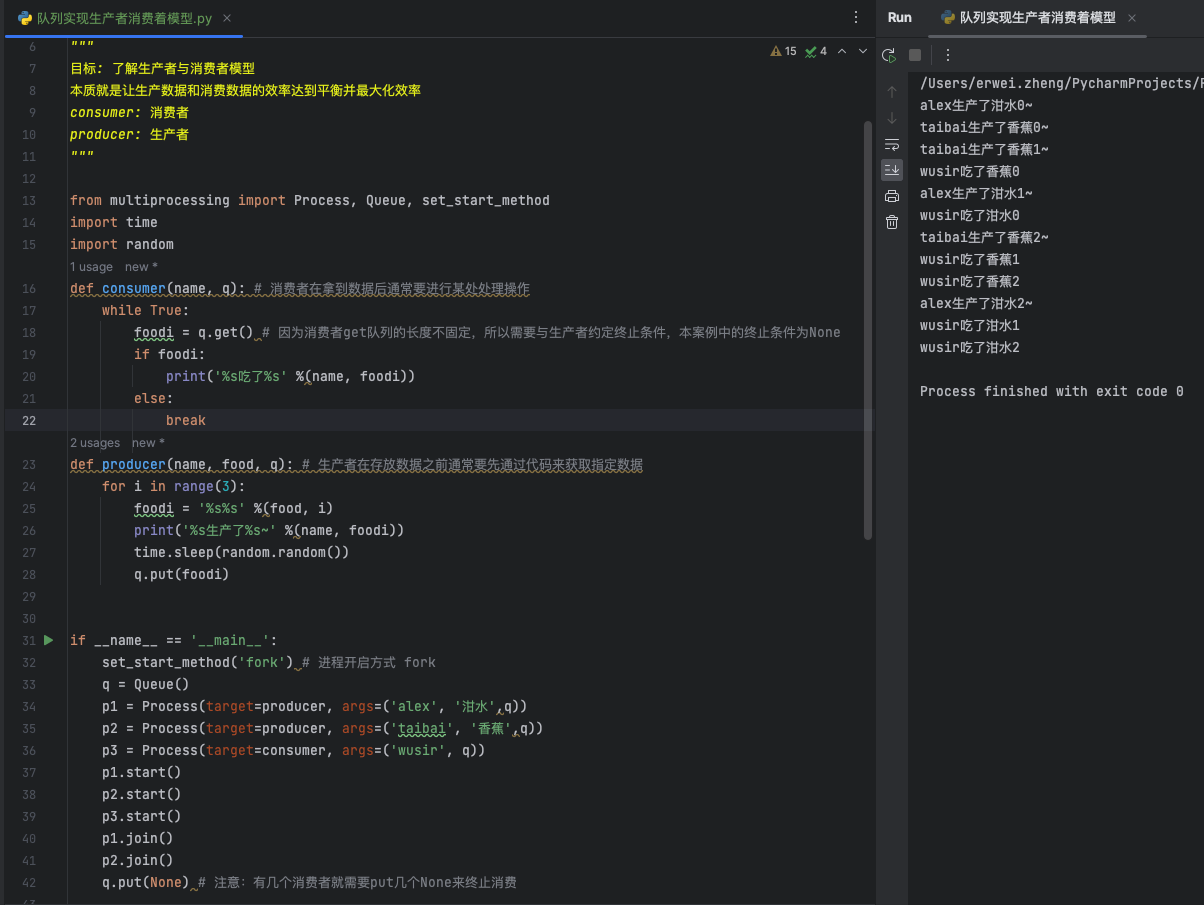 队列实现生产者消费着模型.py
6 """
7 目标: 了解生产者与消费者模型
8 本质就是让生产数据和消费数据的效率达到平衡并最大化效率
9 consumer: 消费者
10 producer: 生产者
11 """
12
13 from multiprocessing import Process, Queue, set_start_method
14 import time
15 import random
1 usage new *
16 def consumer(name, q): # 消费者在拿到数据后通常要进行某处处理操作
17 while True:
18 foodi = q.get() # 因为消费者get队列的长度不固定，所以需要与生产者约定终止条件，本案例中的终止条件为None
19 if foodi:
20 print('%s吃了%s' %(name, foodi))
21 else:
22 break
2 usages new *
23 def producer(name, food, q): # 生产者在存放数据之前通常要先通过代码来获取指定数据
24 for i in range(3):
25 foodi = '%s%s' %(food, i)
26 print('%s生产了%s~' %(name, foodi))
27 time.sleep(random.random())
28 q.put(foodi)
29
30
31 if __name__ == '__main__':
32 set_start_method('fork') # 进程开启方式 fork
33 q = Queue()
34 p1 = Process(target=producer, args=('alex', '泔水',q))
35 p2 = Process(target=producer, args=('taibai', '香蕉',q))
36 p3 = Process(target=consumer, args=('wusir', q))
37 p1.start()
38 p2.start()
39 p3.start()
40 p1.join()
41 p2.join()
42 q.put(None) # 注意：有几个消费者就需要put几个None来终止消费
15 4
Run 队列实现生产者消费着模型
/Users/erwei.zheng/PycharmProjects/
alex生产了泔水0~
taibai生产了香蕉0~
taibai生产了香蕉1~
wusir吃了香蕉0
alex生产了泔水1~
wusir吃了泔水0
taibai生产了香蕉2~
wusir吃了香蕉1
wusir吃了香蕉2
alex生产了泔水2~
wusir吃了泔水1
wusir吃了泔水2
Process finished with exit code 0